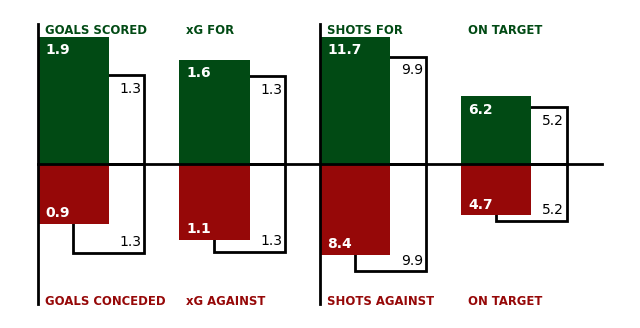 GOALS SCORED xG FOR SHOTS FOR ON TARGET
1.9 1.3 1.6 1.3 11.7 9.9 6.2 5.2
0.9 1.3 1.1 1.3 8.4 9.9 4.7 5.2
GOALS CONCEDED xG AGAINST SHOTS AGAINST ON TARGET